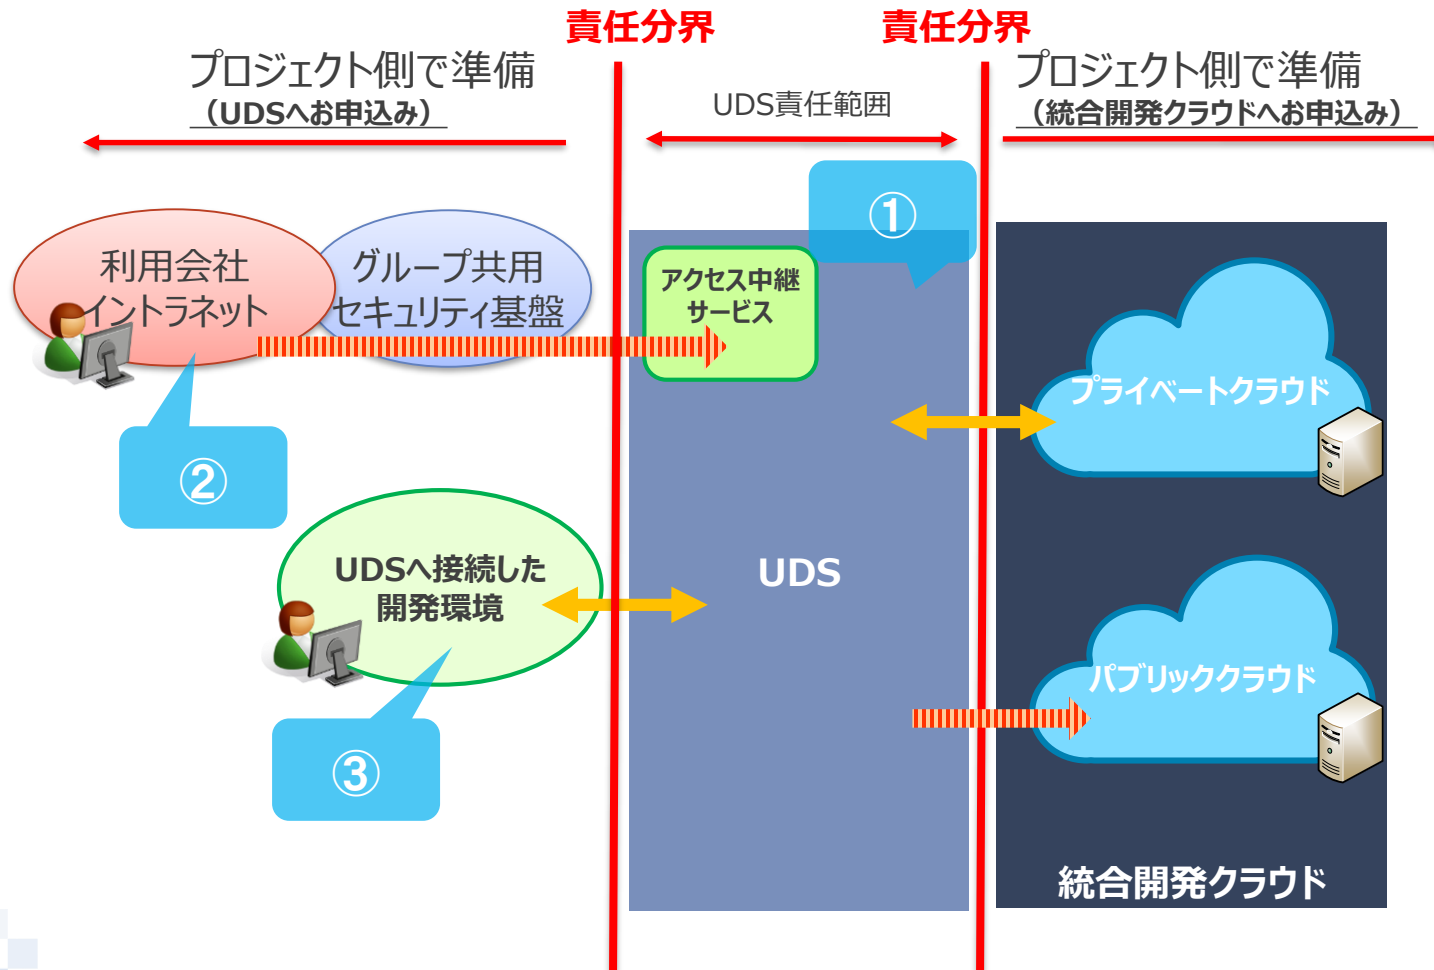 責任分界
責任分界
プロジェクト側で準備
（UDSへお申込み）
UDS責任範囲
プロジェクト側で準備
（統合開発クラウドへお申込み）
①
利用会社
イントラネット
グループ共用
セキュリティ基盤
アクセス中継
サービス
プライベートクラウド
②
UDSへ接続した
開発環境
UDS
パブリッククラウド
③
統合開発クラウド